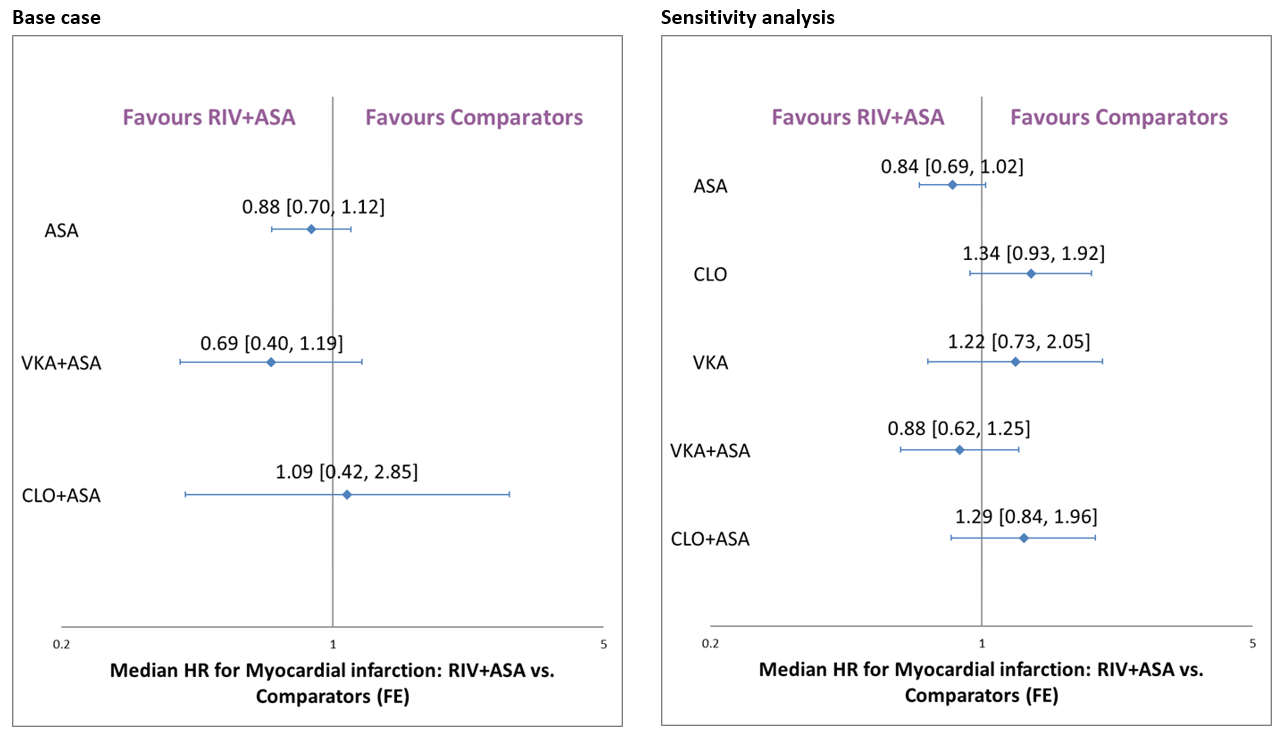 Base case
Favours RIV+ASA
Favours Comparators
0.88 [0.70, 1.12]
ASA
0.69 [0.40, 1.19]
VKA+ASA
1.09 [0.42, 2.85]
CLO+ASA
0.2
1
5
Median HR for Myocardial infarction: RIV+ASA vs.
Comparators (FE)
Sensitivity analysis
Favours RIV+ASA
Favours Comparators
0.84 [0.69, 1.02]
ASA
1.34 [0.93, 1.92]
CLO
1.22 [0.73, 2.05]
VKA
0.88 [0.62, 1.25]
VKA+ASA
1.29 [0.84, 1.96]
CLO+ASA
0.2
1
5
Median HR for Myocardial infarction: RIV+ASA vs.
Comparators (FE)